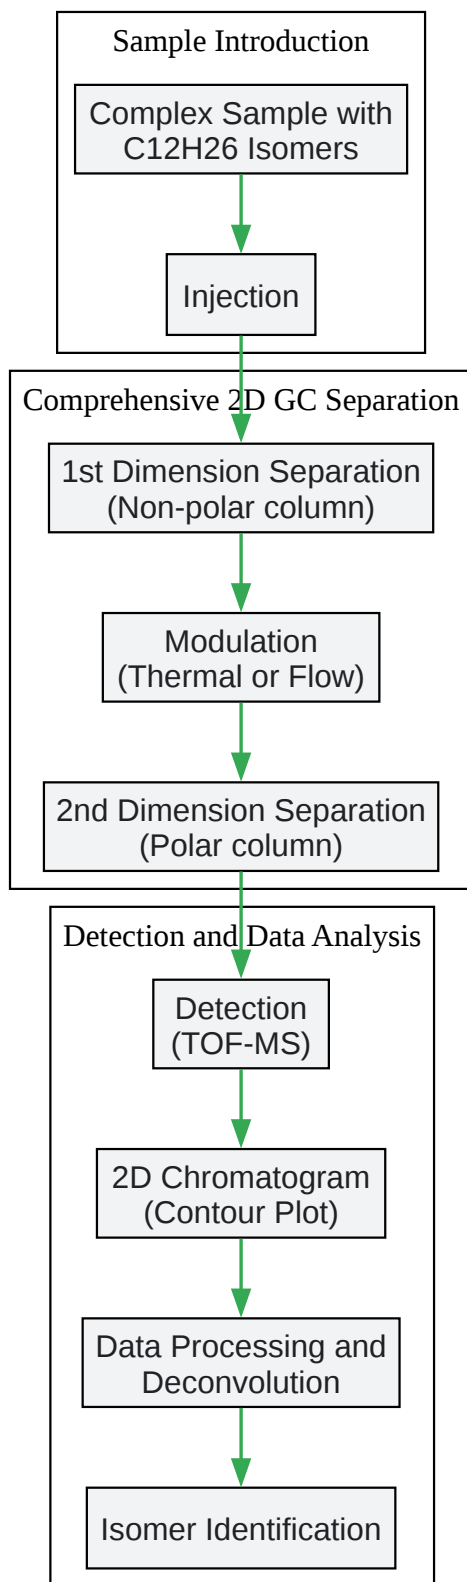 Sample Introduction
Complex Sample with
C12H26 Isomers
Injection
Comprehensive 2D GC Separation
1st Dimension Separation
(Non-polar column)
Modulation
(Thermal or Flow)
2nd Dimension Separation
(Polar column)
Detection and Data Analysis
Detection
(TOF-MS)
2D Chromatogram
(Contour Plot)
Data Processing and
Deconvolution
Isomer Identification